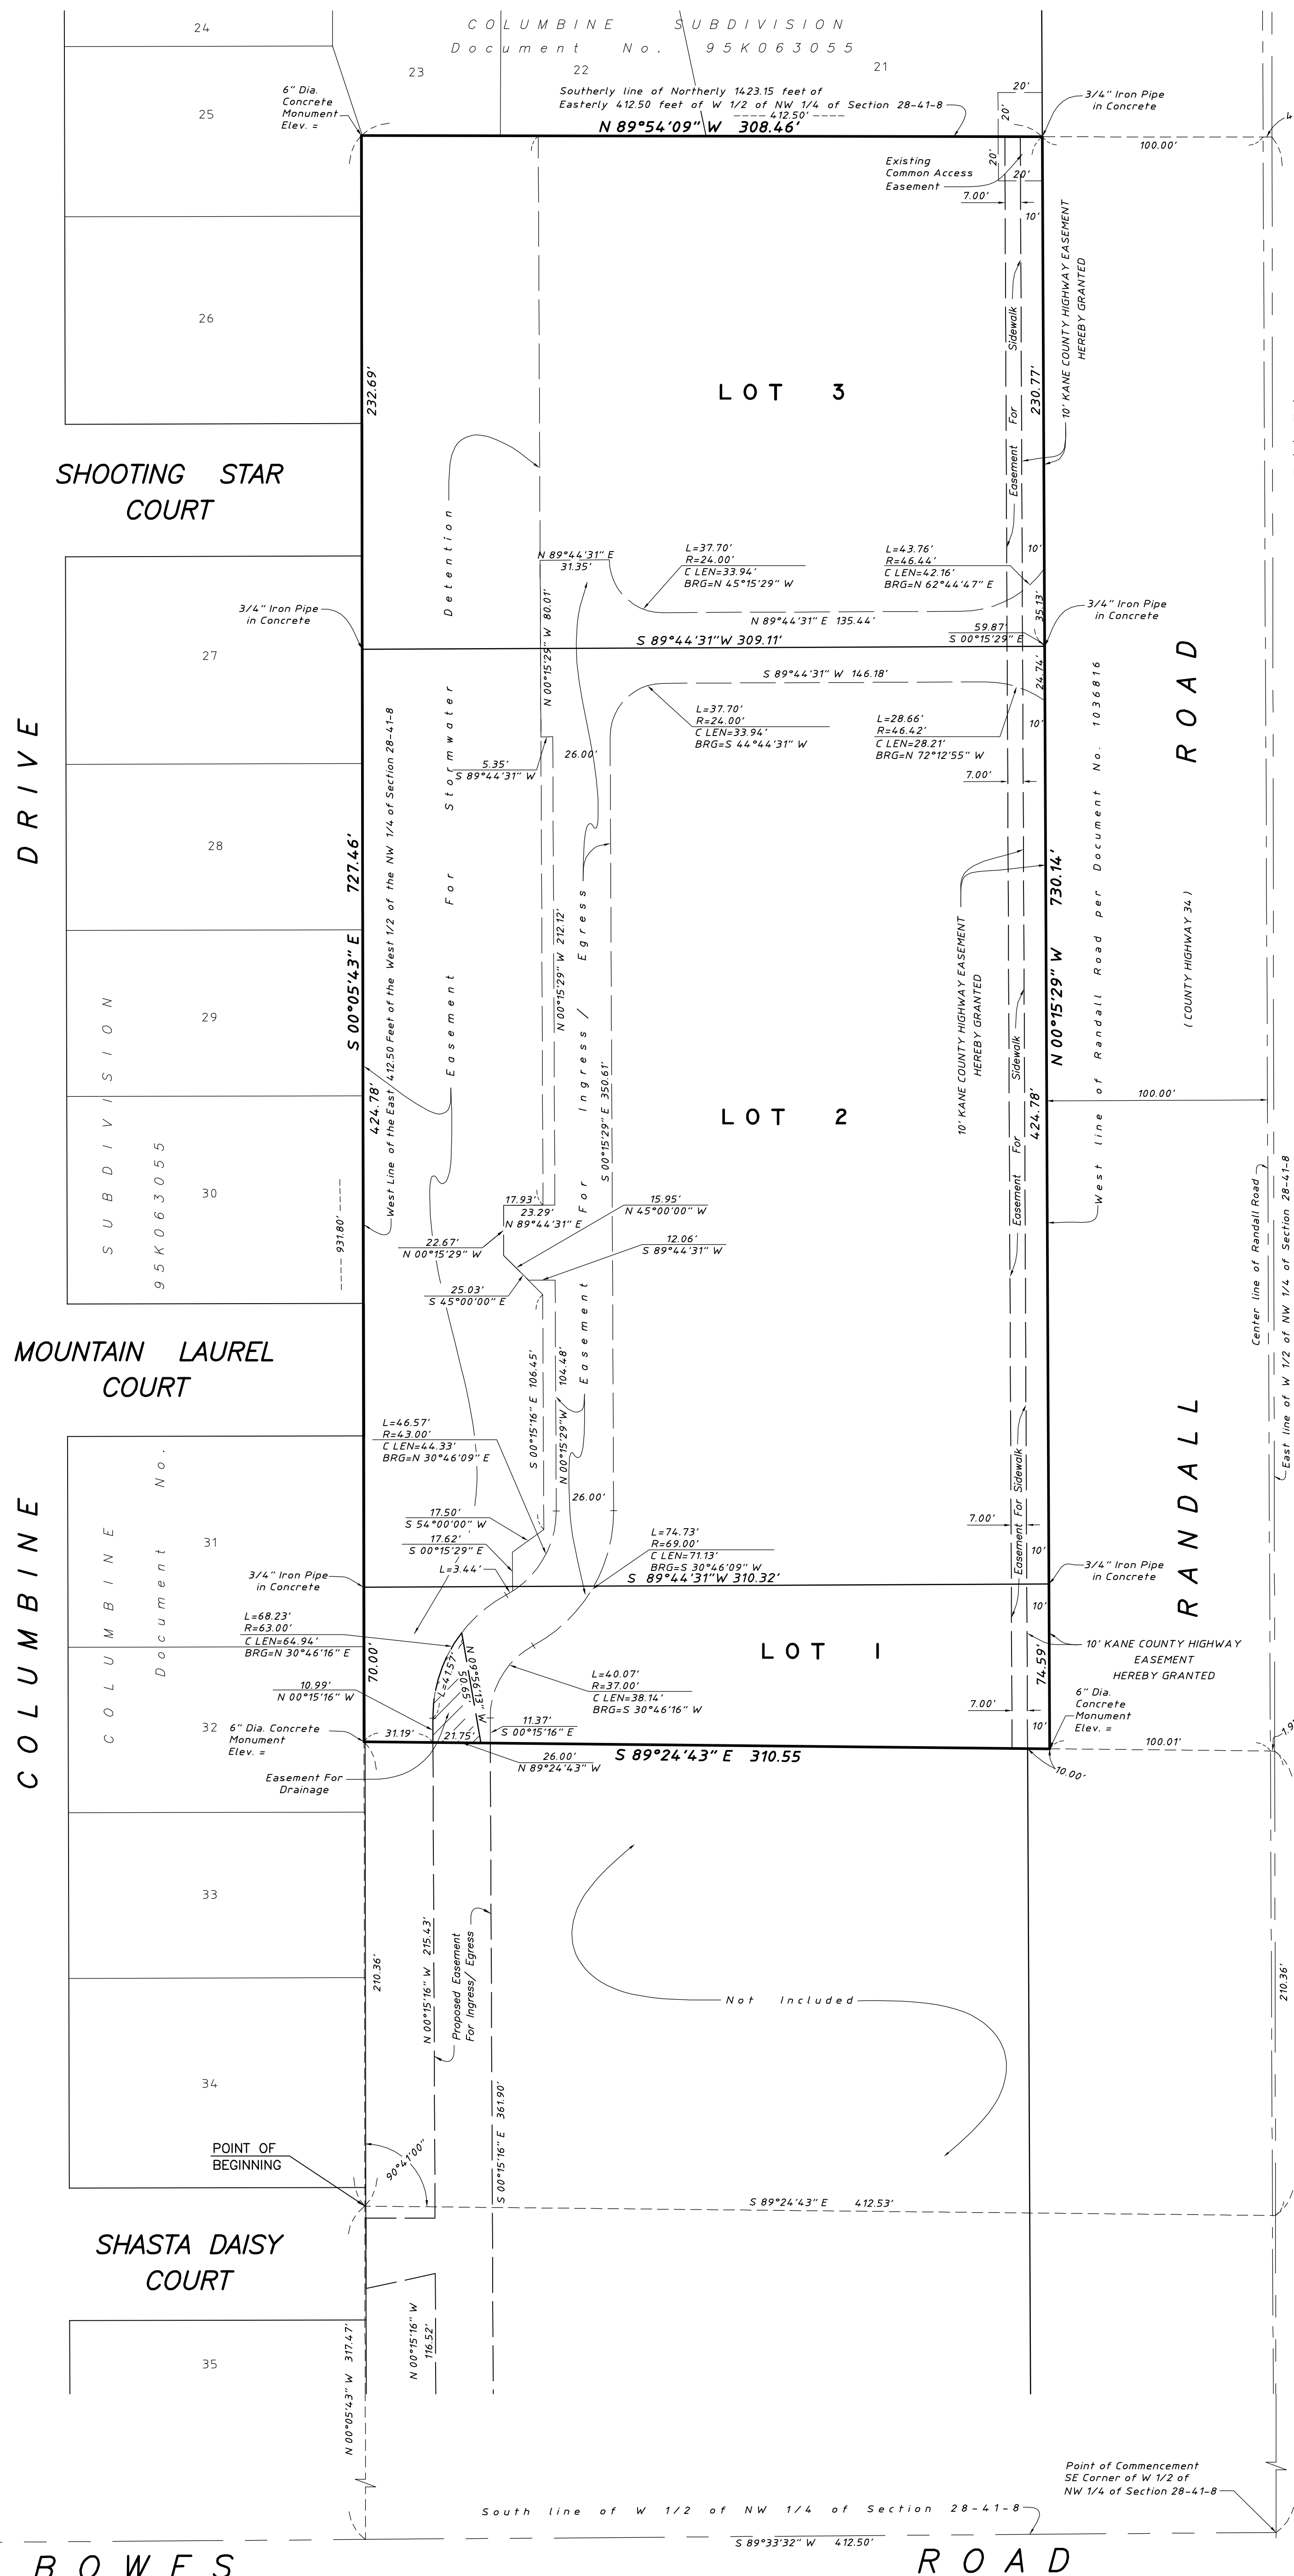 24
COLUMBINE SUBDIVISION
Document No. 95K063055
23
22
21
25
6" Dia.
Concrete
Monument
Elev. =
Southerly line of Northerly 1423.15 feet of
Easterly 412.50 feet of W 1/2 of NW 1/4 of Section 28-41-8
---- 412.50' ----
N 89°54'09" W 308.46'
20'
20'
3/4" Iron Pipe
in Concrete
100.00'
4
Existing
Common Access
Easement
20'
20'
7.00'
10'
10' KANE COUNTY HIGHWAY EASEMENT
HEREBY GRANTED
26
232.69'
LOT 3
Easement For Sidewalk
230.77'
SHOOTING STAR
COURT
N 89°44'31" E
31.35'
L=37.70'
R=24.00'
C LEN=33.94'
BRG=N 45°15'29" W
L=43.76'
R=46.44'
C LEN=42.16'
BRG=N 62°44'47" E
10'
35.13'
3/4" Iron Pipe
in Concrete
N 00°15'29" W 80.01'
N 89°44'31" E 135.44'
59.87'
S 00°15'29" E
3/4" Iron Pipe
in Concrete
27
S 89°44'31"W 309.11'
S 89°44'31" W 146.18'
24.74'
L=37.70'
R=24.00'
C LEN=33.94'
BRG=S 44°44'31" W
L=28.66'
R=46.42'
C LEN=28.21'
BRG=N 72°12'55" W
10'
26.00'
5.35'
S 89°44'31" W
7.00'
DRIVE
28
S 00°05'43" E 727.46'
West Line of the East 412.50 Feet of the West 1/2 of the NW 1/4 of Section 28-41-8
Easement For Stormwater Detention
N 00°15'29" W 212.12'
Easement For Ingress/ Egress
S 00°15'29" E 350.61'
10' KANE COUNTY HIGHWAY EASEMENT
HEREBY GRANTED
Easement For Sidewalk
N 00°15'29" W 730.14'
West line of Randall Road per Document No. 1036816
RANDALL ROAD
( COUNTY HIGHWAY 34 )
29
424.78'
LOT 2
424.78'
100.00'
30
---- 931.80' ----
17.93'
23.29'
N 89°44'31" E
15.95'
N 45°00'00" W
22.67'
N 00°15'29" W
12.06'
S 89°44'31" W
25.03'
S 45°00'00" E
Center line of Randall Road
East line of W 1/2 of NW 1/4 of Section 28-41-8
MOUNTAIN LAUREL
COURT
S 00°15'16" E 106.45'
N 00°15'29"W 104.48'
COLUMBINE
COLUMBINE SUBDIVISION
Document No. 95K063055
31
L=46.57'
R=43.00'
C LEN=44.33'
BRG=N 30°46'09" E
26.00'
17.50'
S 54°00'00" W
17.62'
S 00°15'29" E
L=3.44'
L=74.73'
R=69.00'
C LEN=71.13'
BRG=S 30°46'09" W
7.00'
Easement For Sidewalk
10'
3/4" Iron Pipe
in Concrete
S 89°44'31"W 310.32'
3/4" Iron Pipe
in Concrete
10'
L=68.23'
R=63.00'
C LEN=64.94'
BRG=N 30°46'16" E
70.00'
LOT 1
74.59'
10' KANE COUNTY HIGHWAY
EASEMENT
HEREBY GRANTED
L=41.57'
N 09°56'13" W
50.65'
L=40.07'
R=37.00'
C LEN=38.14'
BRG=S 30°46'16" W
10.99'
N 00°15'16" W
7.00'
10'
6" Dia.
Concrete
Monument
Elev. =
32
6" Dia. Concrete
Monument
Elev. =
31.19'
21.75'
11.37'
S 00°15'16" E
26.00'
N 89°24'43" W
S 89°24'43" E 310.55
10.00'
100.01'
1.9
Easement For
Drainage
33
210.36'
N 00°15'16" W 215.43'
Proposed Easement
For Ingress/ Egress
Not Included
210.36'
34
S 00°15'16" E 361.90'
POINT OF
BEGINNING
90°41'00"
S 89°24'43" E 412.53'
SHASTA DAISY
COURT
35
N 00°05'43" W 317.47'
N 00°15'16" W
116.52'
Point of Commencement
SE Corner of W 1/2 of
NW 1/4 of Section 28-41-8
South line of W 1/2 of NW 1/4 of Section 28-41-8
S 89°33'32" W 412.50'
BOWES ROAD